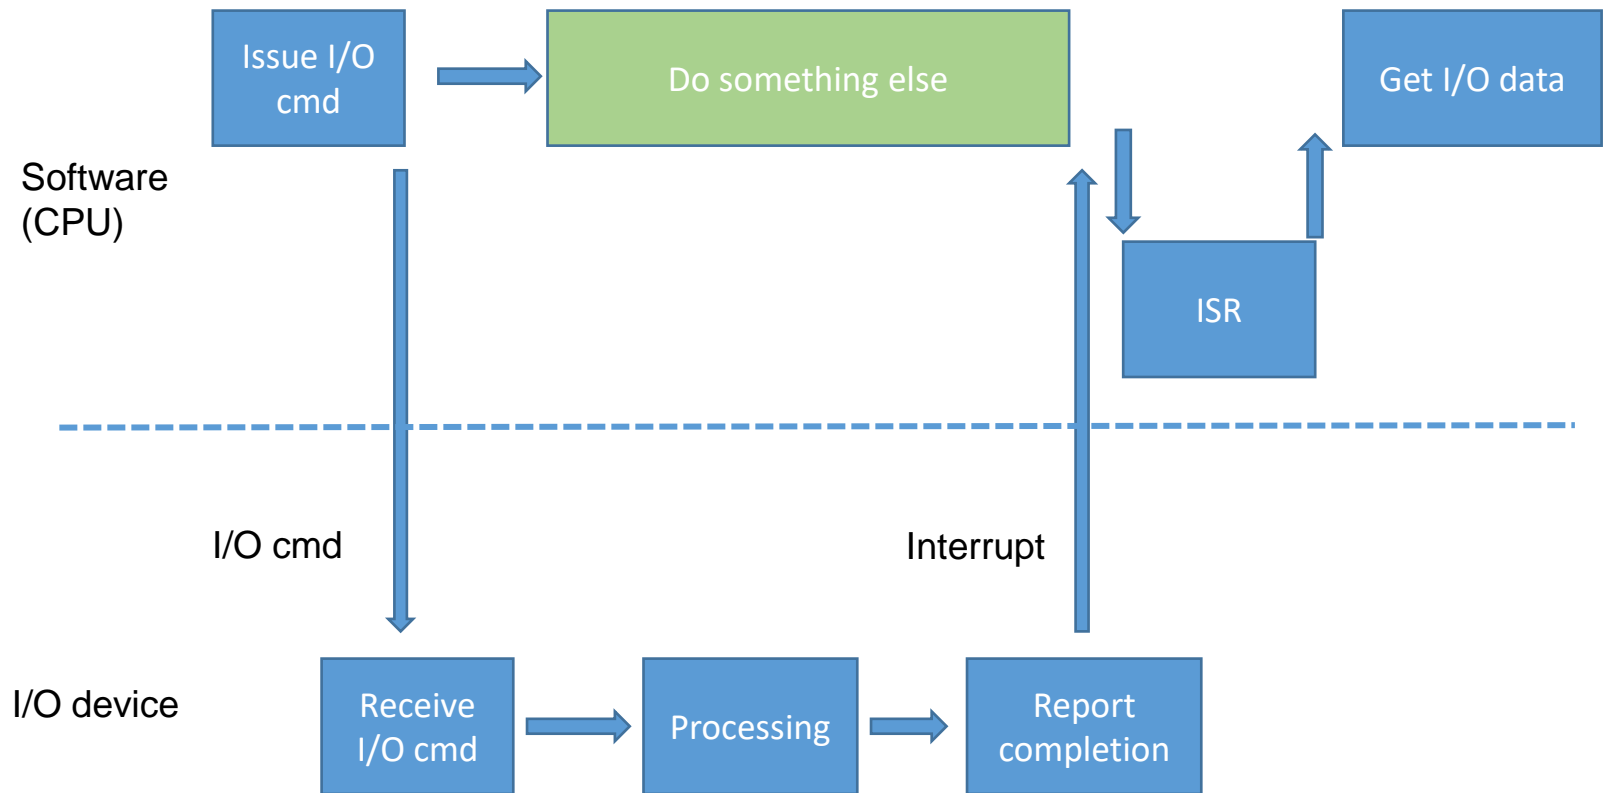 Issue I/O
cmd
Do something else
Get I/O data
Software
(CPU)
ISR
I/O cmd
Interrupt
I/O device
Receive
I/O cmd
Processing
Report
completion